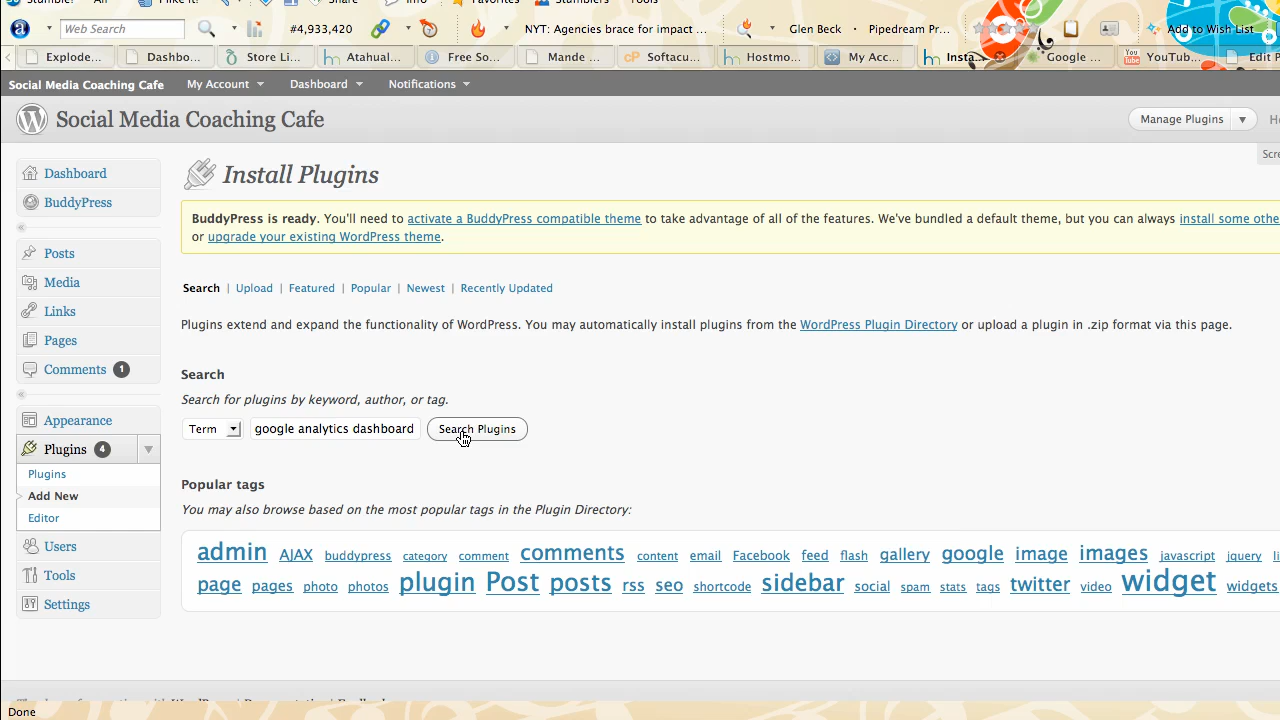 Web Search #4,733,420 NYT: Agencies brace for impact ... Glen Beck • Pipedream Pr... Add to Wish List
Explode... Dashbo... Store Li... Atahual... Free So... Mande ... Softacu... Hostmo... My Acc... Insta... Google ... YouTub... Edit P
Social Media Coaching Cafe My Account Dashboard Notifications
Social Media Coaching Cafe Manage Plugins
Scre
Dashboard
BuddyPress
Posts
Media
Links
Pages
Comments 1
Appearance
Plugins 4
Plugins
Add New
Editor
Users
Tools
Settings
Install Plugins
BuddyPress is ready. You'll need to activate a BuddyPress compatible theme to take advantage of all of the features. We've bundled a default theme, but you can always install some othe
or upgrade your existing WordPress theme.
Search | Upload | Featured | Popular | Newest | Recently Updated
Plugins extend and expand the functionality of WordPress. You may automatically install plugins from the WordPress Plugin Directory or upload a plugin in .zip format via this page.
Search
Search for plugins by keyword, author, or tag.
Term google analytics dashboard Search Plugins
Popular tags
You may also browse based on the most popular tags in the Plugin Directory:
admin AJAX buddypress category comment comments content email Facebook feed flash gallery google image images javascript jquery li
page pages photo photos plugin Post posts rss seo shortcode sidebar social spam stats tags twitter video widget widgets
Done